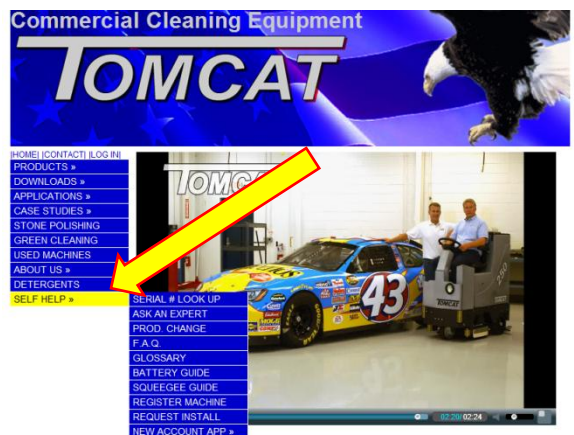 Commercial Cleaning Equipment
TOMCAT
|HOME| |CONTACT| |LOG IN|
PRODUCTS »
DOWNLOADS »
APPLICATIONS »
CASE STUDIES »
STONE POLISHING
GREEN CLEANING
USED MACHINES
ABOUT US »
DETERGENTS
SELF HELP »
SERIAL # LOOK UP
ASK AN EXPERT
PROD. CHANGE
F.A.Q.
GLOSSARY
BATTERY GUIDE
SQUEEGEE GUIDE
REGISTER MACHINE
REQUEST INSTALL
NEW ACCOUNT APP »
TOMCAT
43
250
TOMCAT
02:20/02:24